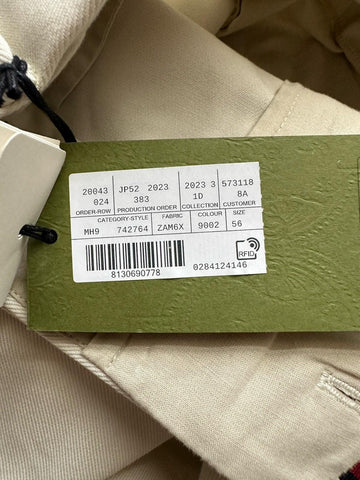 20043 JP52 2023 2023 3 573118
024 383 1D 8A
ORDER-ROW PRODUCTION ORDER COLLECTION CUSTOMER
CATEGORY-STYLE FABRIC COLOUR SIZE
MH9 742764 ZAM6X 9002 56
RFID
8130690778 0284124146